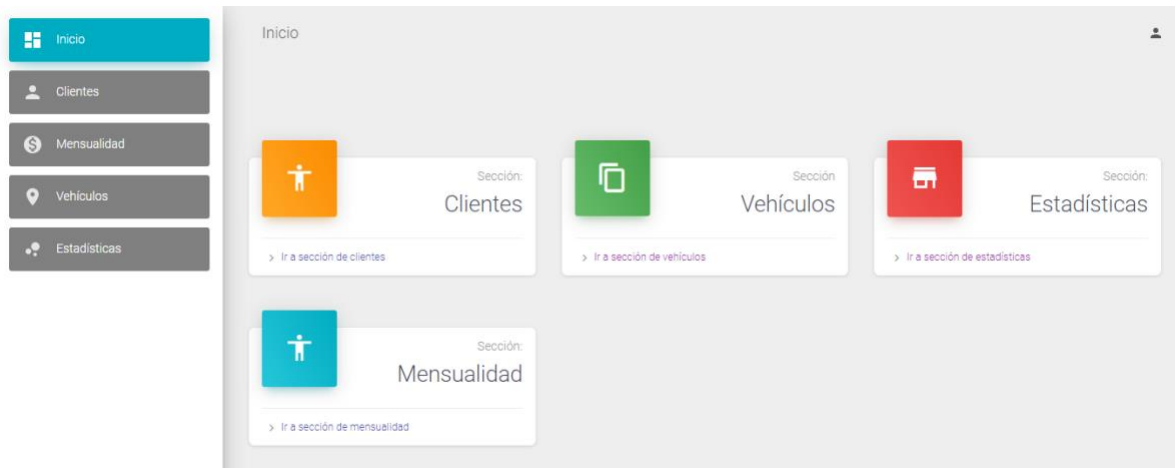 Inicio
Clientes
Mensualidad
Vehículos
Estadísticas
Inicio
Sección:
Clientes
Ir a sección de clientes
Sección
Vehículos
Ir a sección de vehículos
Sección:
Estadísticas
Ir a sección de estadísticas
Sección:
Mensualidad
Ir a sección de mensualidad